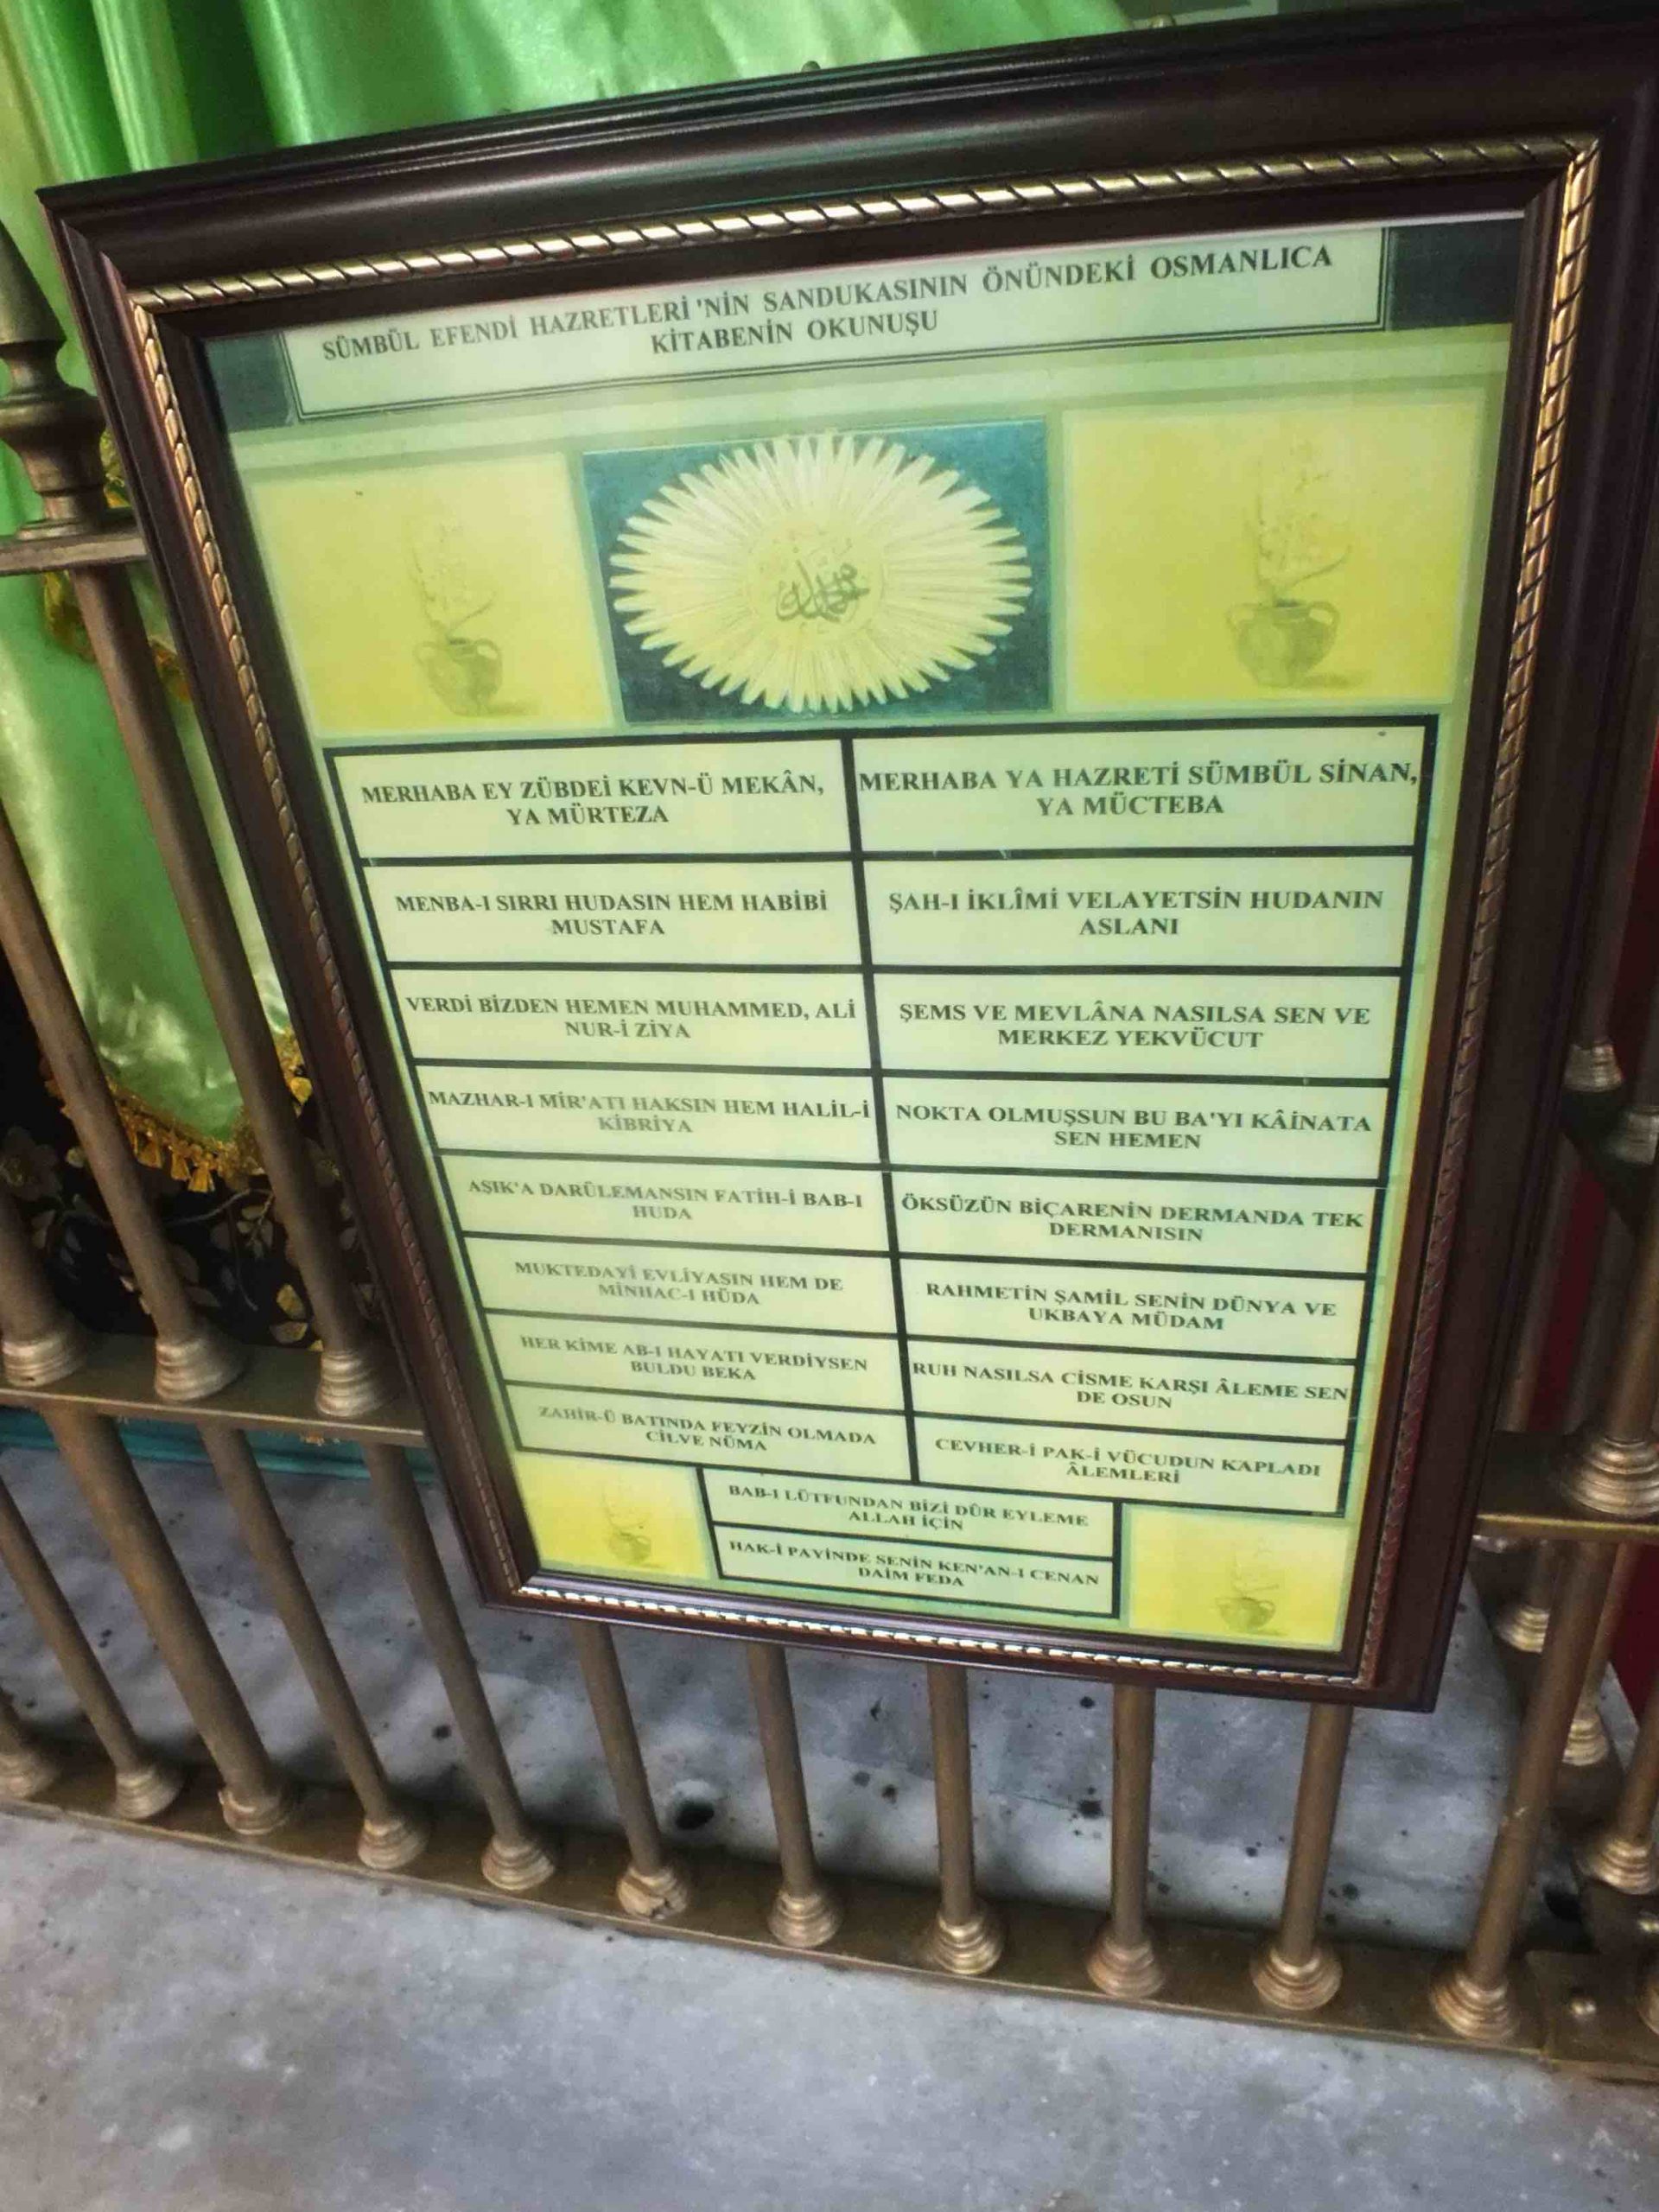 SÜMBÜL EFENDİ HAZRETLERİ'NİN SANDUKASININ ÖNÜNDEKİ OSMANLICA
KİTABENİN OKUNUŞU
MERHABA EY ZÜBDEİ KEVN-Ü MEKÂN,
YA MÜRTEZA
MERHABA YA HAZRETİ SÜMBÜL SİNAN,
YA MÜCTEBA
MENBA-I SIRRI HUDASIN HEM HABİBİ
MUSTAFA
ŞAH-I İKLÎMİ VELAYETSİN HUDANIN
ASLANI
VERDİ BİZDEN HEMEN MUHAMMED, ALİ
NUR-İ ZİYA
ŞEMS VE MEVLÂNA NASILSA SEN VE
MERKEZ YEKVÜCUT
MAZHAR-I MİR'ATI HAKSIN HEM HALİL-İ
KİBRİYA
NOKTA OLMUŞSUN BU BA'YI KÂİNATA
SEN HEMEN
AŞIK'A DARÜLEMANSIN FATİH-İ BAB-I
HUDA
ÖKSÜZÜN BİÇARENİN DERMANDA TEK
DERMANISIN
MUKTEDAYİ EVLİYASIN HEM DE
MİNHAC-I HÜDA
RAHMETİN ŞAMİL SENİN DÜNYA VE
UKBAYA MÜDAM
HER KİME AB-I HAYATI VERDİYSEN
BULDU BEKA
RUH NASILSA CİSME KARŞI ÂLEME SEN
DE OSUN
ZAHİR-Ü BATINDA FEYZİN OLMADA
CİLVE NÜMA
CEVHER-İ PAK-İ VÜCUDUN KAPLADI
ÂLEMLERİ
BAB-I LÜTFUNDAN BİZİ DÛR EYLEME
ALLAH İÇİN
HAK-İ PAYİNDE SENİN KEN'AN-I CENAN
DAİM FEDA